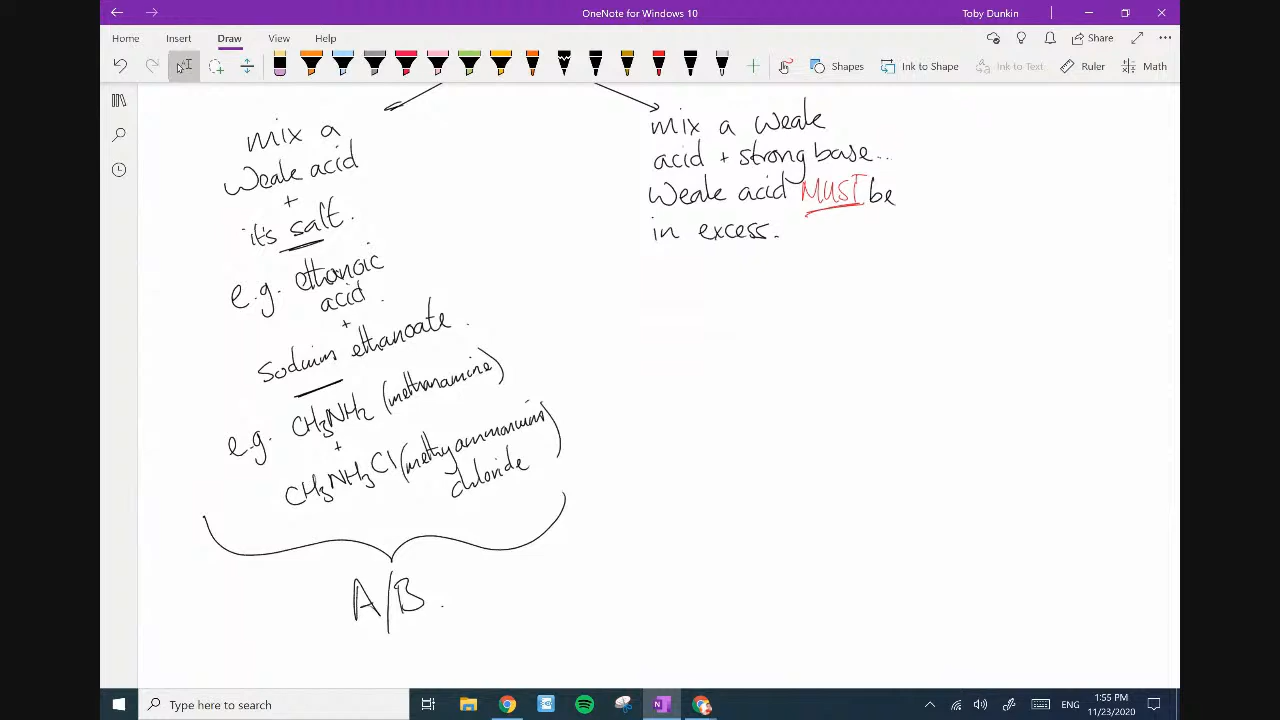 OneNote for Windows 10
Toby Dunkin
Home Insert Draw View Help
Share
Shapes
Ink to Shape
Ink to Text
Ruler
Math
mix a
weak acid
+
it's salt.
e.g. ethanoic
acid.
+
Sodium ethanoate.
e.g. CH3NH2 (methanamine)
+
CH3NH3Cl (methyammonium
chloride
A/B.
mix a weak
acid + strong base...
Weak acid MUST be
in excess.
Type here to search
ENG
1:55 PM
11/23/2020